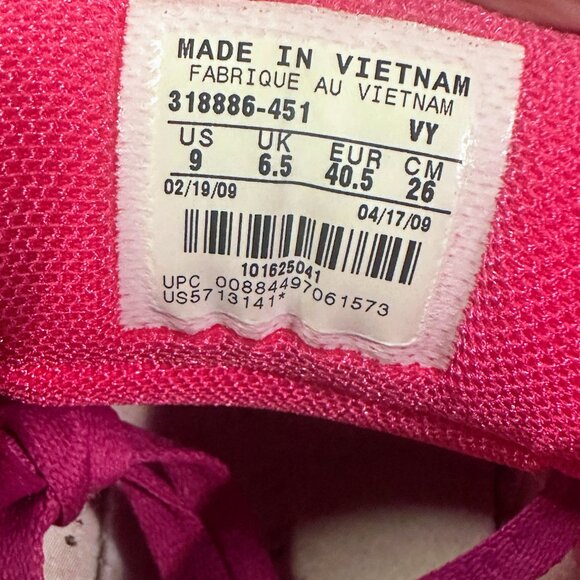 MADE IN VIETNAM
FABRIQUE AU VIETNAM
318886-451 VY
US UK EUR CM
9 6.5 40.5 26
02/19/09 04/17/09
101625041
UPC 00884497061573
US5713141*